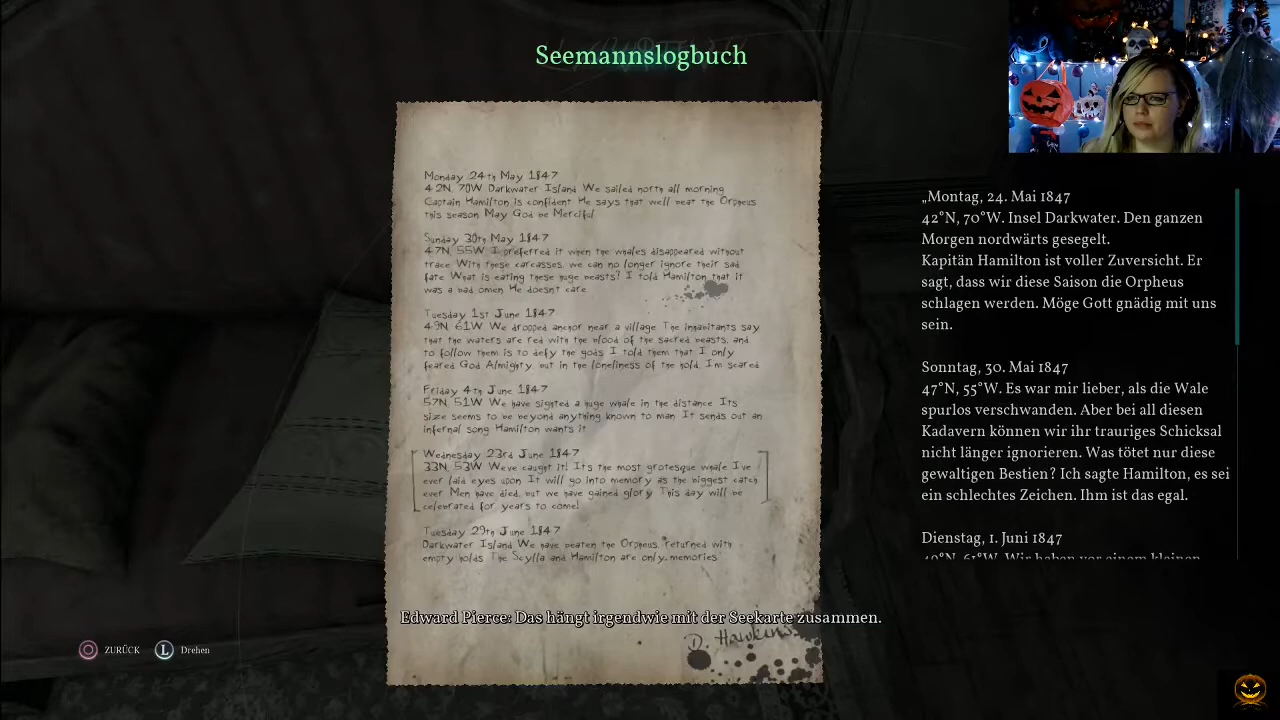 Seemannslogbuch
Monday 24th May 1847
42N, 70W Darkwater Island We sailed north all morning
Captain Hamilton is confident He says that we'll beat the Orpheus
this season May God be Merciful
Sunday 30th May 1847
47N 55W I preferred it when the whales disappeared without
trace With these carcasses, we can no longer ignore their sad
fate What is eating these huge beasts? I told Hamilton that it
was a bad omen He doesnt care
Tuesday 1st June 1847
49N 61W We dropped anchor near a village The inhabitants say
that the waters are red with the blood of the sacred beasts, and
to follow them is to defy the gods I told them that I only
feared God Almighty but in the loneliness of the hold, I'm scared
Friday 4th June 1847
57N 51W We have sighted a huge whale in the distance Its
size seems to be beyond anything known to man It sends out an
infernal song Hamilton wants it
Wednesday 23rd June 1847
33N 53W Weve caught it! Its the most grotesque whale I've
ever laid eyes upon It will go into memory as the biggest catch
ever Men have died, but we have gained glory This day will be
celebrated for years to come!
Tuesday 29th June 1847
Darkwater Island We have beaten the Orpheus, returned with
empty holds The Scylla and Hamilton are only memories
D. Hawkins
„Montag, 24. Mai 1847
42°N, 70°W. Insel Darkwater. Den ganzen
Morgen nordwärts gesegelt.
Kapitän Hamilton ist voller Zuversicht. Er
sagt, dass wir diese Saison die Orpheus
schlagen werden. Möge Gott gnädig mit uns
sein.
Sonntag, 30. Mai 1847
47°N, 55°W. Es war mir lieber, als die Wale
spurlos verschwanden. Aber bei all diesen
Kadavern können wir ihr trauriges Schicksal
nicht länger ignorieren. Was tötet nur diese
gewaltigen Bestien? Ich sagte Hamilton, es sei
ein schlechtes Zeichen. Ihm ist das egal.
Dienstag, 1. Juni 1847
49°N, 61°W. Wir haben vor einem kleinen
Edward Pierce: Das hängt irgendwie mit der Seekarte zusammen.
ZURÜCK
L Drehen